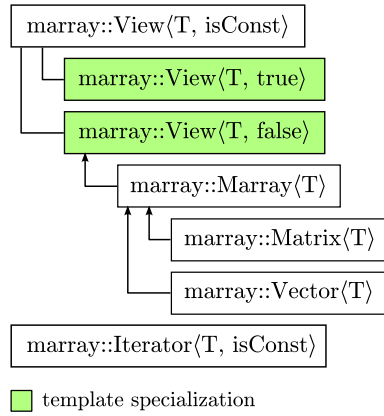 marray::View⟨T, isConst⟩
marray::View⟨T, true⟩
marray::View⟨T, false⟩
marray::Marray⟨T⟩
marray::Matrix⟨T⟩
marray::Vector⟨T⟩
marray::Iterator⟨T, isConst⟩
template specialization